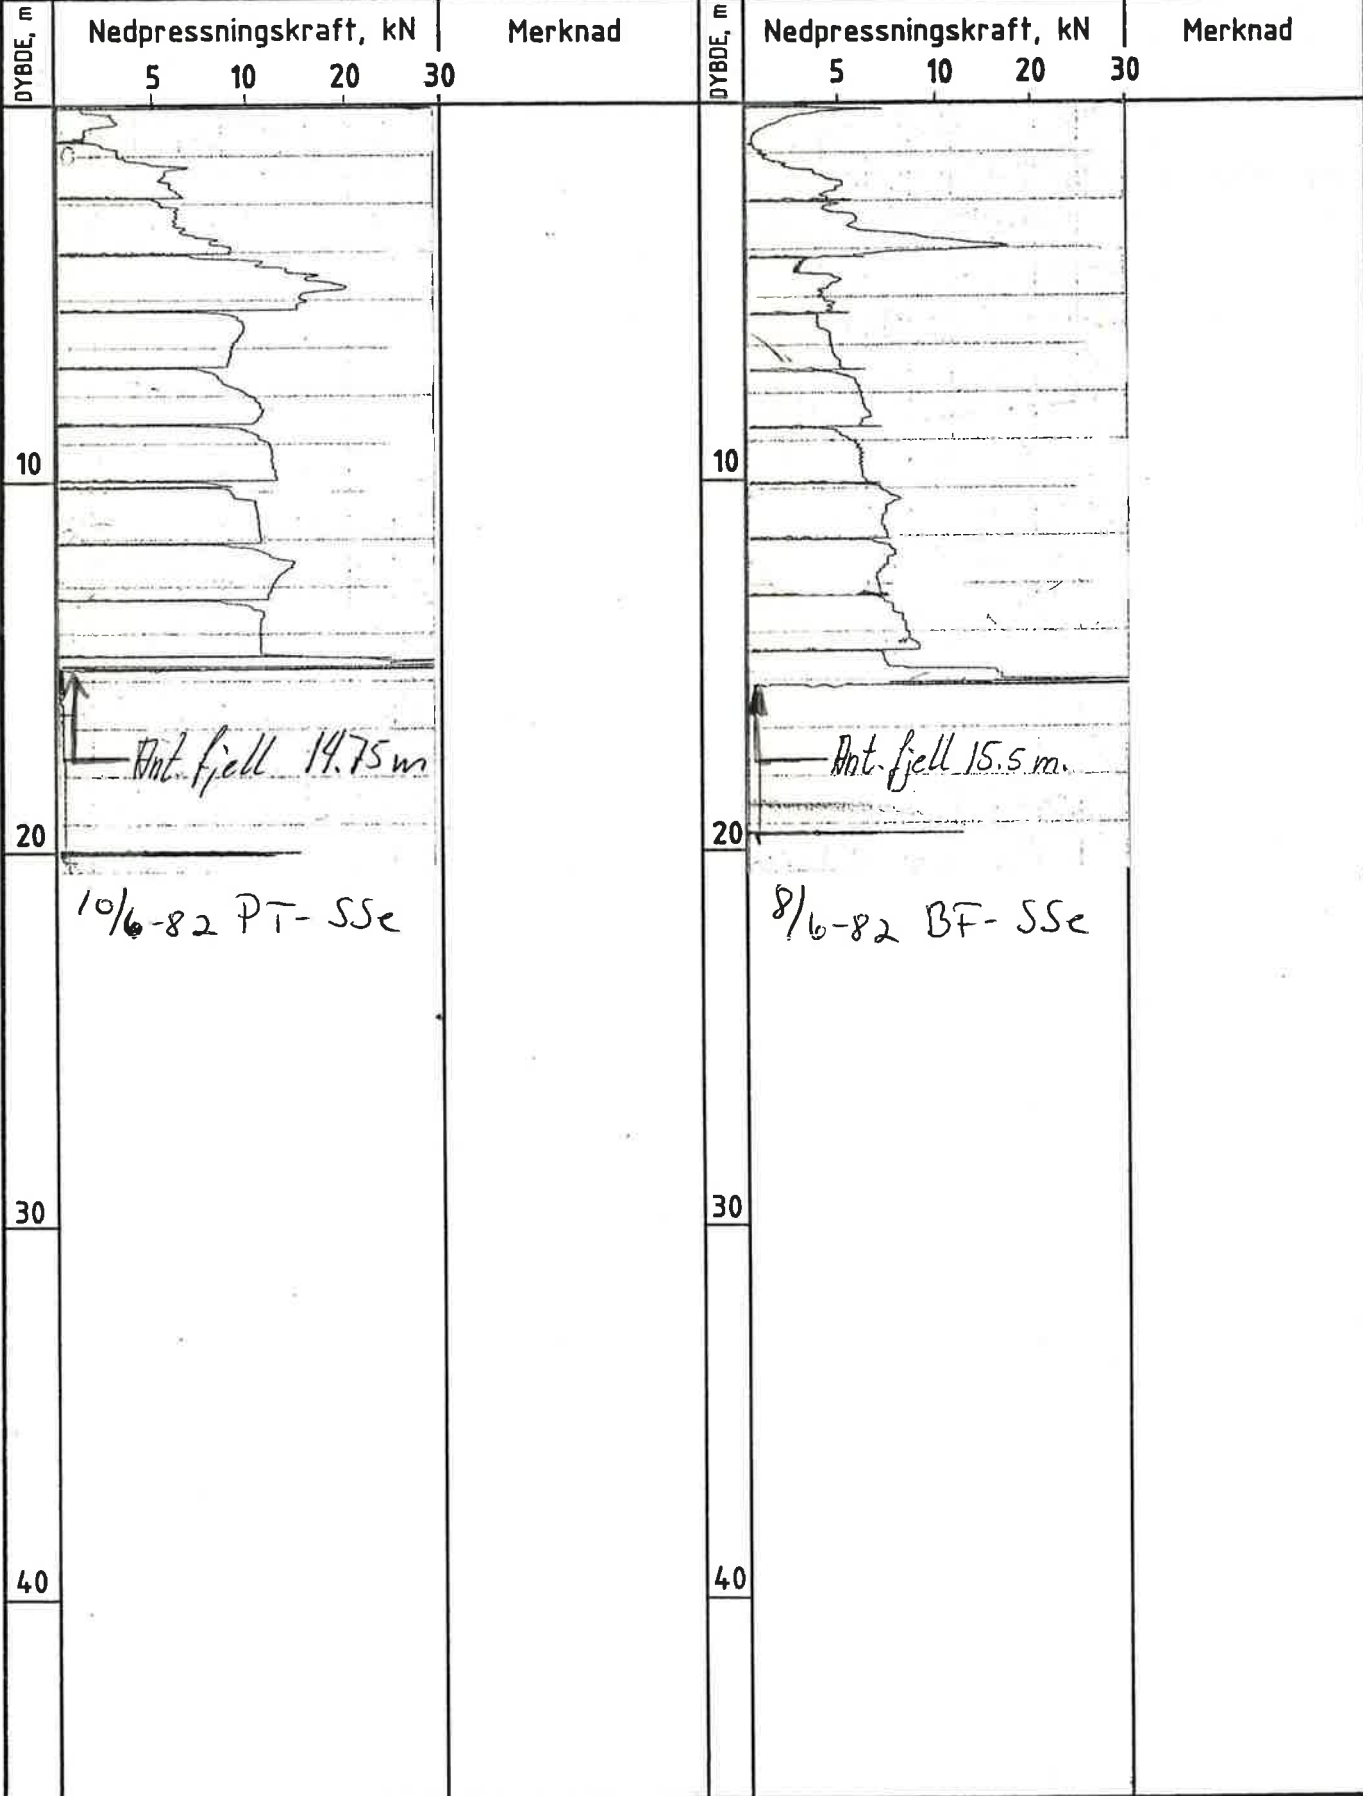 DYBDE, m
Nedpressningskraft, kN
Merknad
5 10 20 30
10
20
30
40
Ant. fjell 14.75 m
10/6-82 PT-SSe
DYBDE, m
Nedpressningskraft, kN
Merknad
5 10 20 30
10
20
30
40
Ant. fjell 15.5 m.
8/6-82 BF-SSe